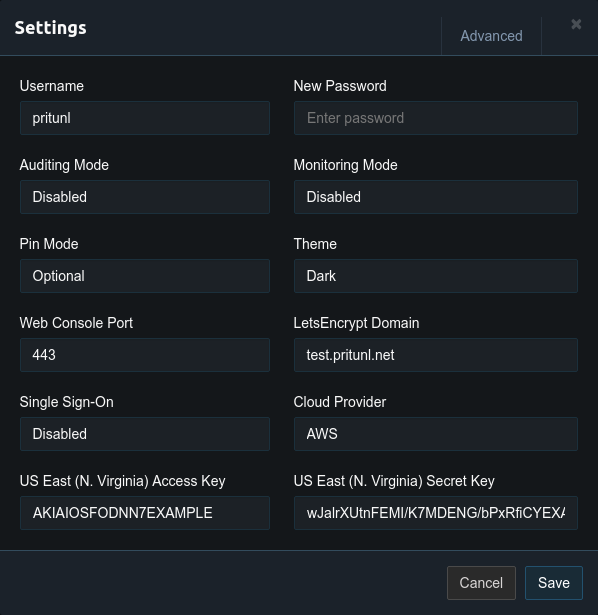 Settings
Advanced
Username
New Password
pritunl
Enter password
Auditing Mode
Monitoring Mode
Disabled
Disabled
Pin Mode
Theme
Optional
Dark
Web Console Port
LetsEncrypt Domain
443
test.pritunl.net
Single Sign-On
Cloud Provider
Disabled
AWS
US East (N. Virginia) Access Key
US East (N. Virginia) Secret Key
AKIAIOSFODNN7EXAMPLE
wJalrXUtnFEMI/K7MDENG/bPxRfiCYEXA
Cancel
Save